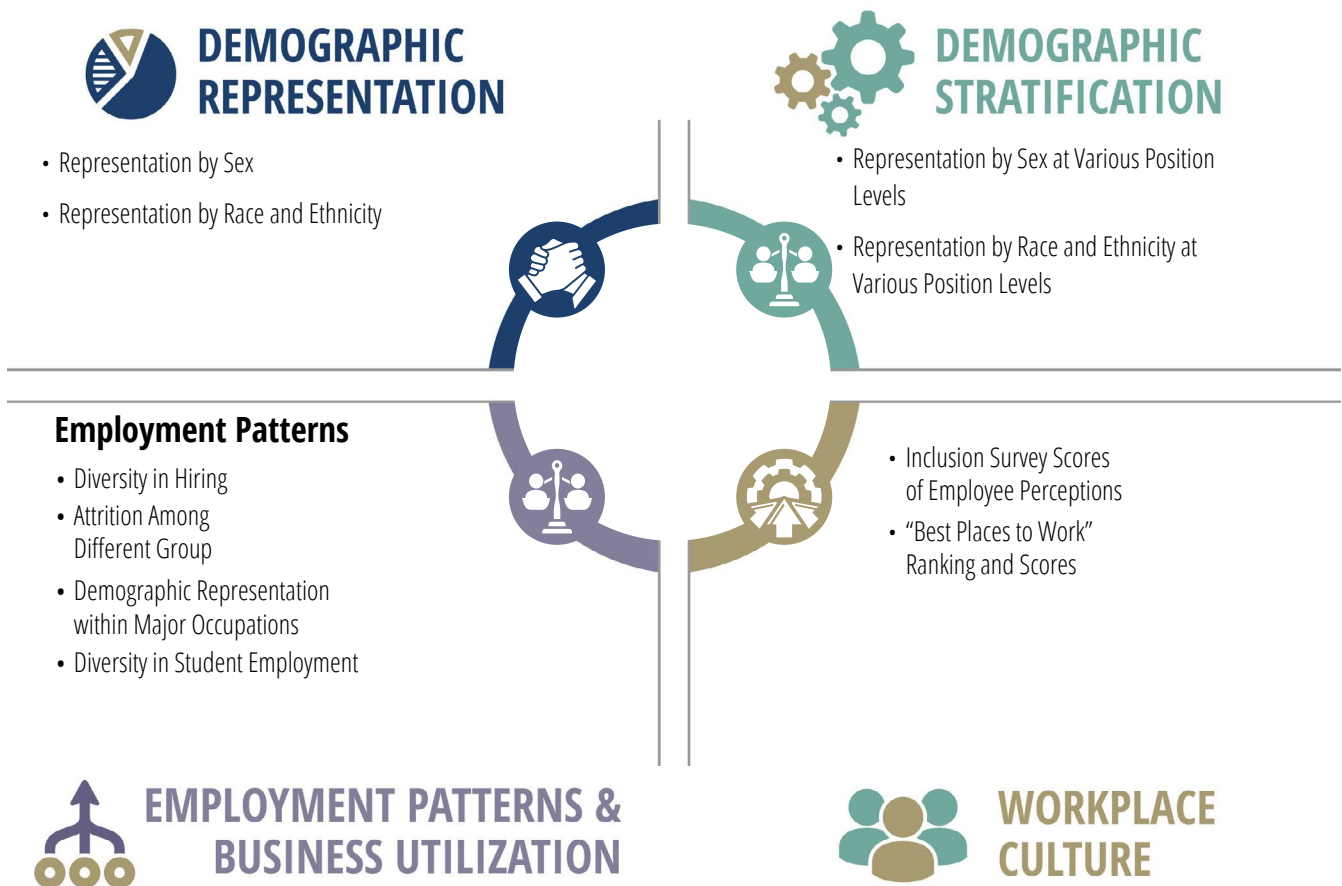 DEMOGRAPHIC
REPRESENTATION
• Representation by Sex
• Representation by Race and Ethnicity
DEMOGRAPHIC
STRATIFICATION
• Representation by Sex at Various Position
Levels
• Representation by Race and Ethnicity at
Various Position Levels
Employment Patterns
• Diversity in Hiring
• Attrition Among
Different Group
• Demographic Representation
within Major Occupations
• Diversity in Student Employment
EMPLOYMENT PATTERNS &
BUSINESS UTILIZATION
• Inclusion Survey Scores
of Employee Perceptions
• “Best Places to Work”
Ranking and Scores
WORKPLACE
CULTURE